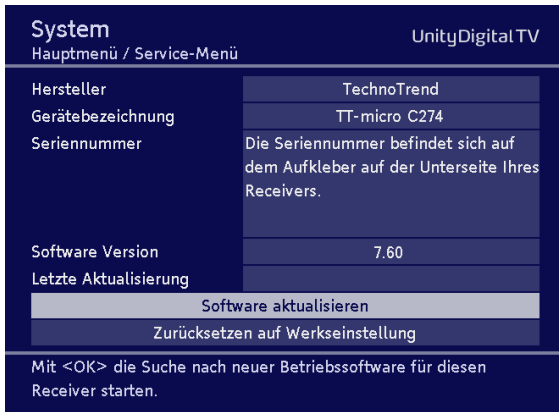 System
UnityDigitalTV
Hauptmenü / Service-Menü
Hersteller
TechnoTrend
Gerätebezeichnung
TT-micro C274
Seriennummer
Die Seriennummer befindet sich auf
dem Aufkleber auf der Unterseite Ihres
Receivers.
Software Version
7.60
Letzte Aktualisierung
Software aktualisieren
Zurücksetzen auf Werkseinstellung
Mit <OK> die Suche nach neuer Betriebssoftware für diesen
Receiver starten.